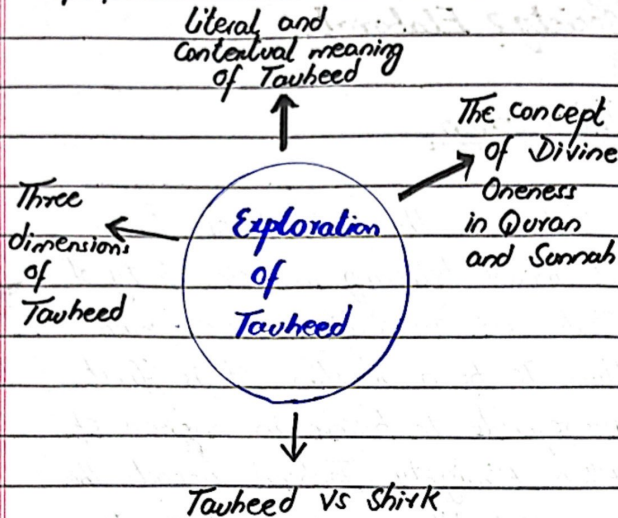 Literal and
Contextual meaning
of Tauheed
The concept
of Divine
Oneness
in Quran
and Sunnah
Three
dimensions
of
Tauheed
Exploration
of
Tauheed
Tauheed vs Shirk